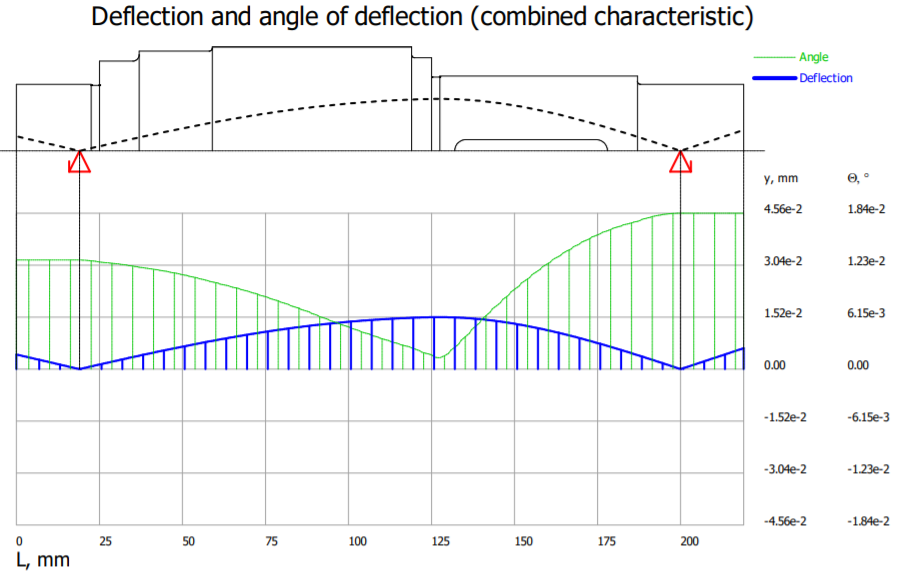 Deflection and angle of deflection (combined characteristic)
Angle
Deflection
y, mm Θ, °
4.56e-2 1.84e-2
3.04e-2 1.23e-2
1.52e-2 6.15e-3
0.00 0.00
-1.52e-2 -6.15e-3
-3.04e-2 -1.23e-2
-4.56e-2 -1.84e-2
0 25 50 75 100 125 150 175 200
L, mm